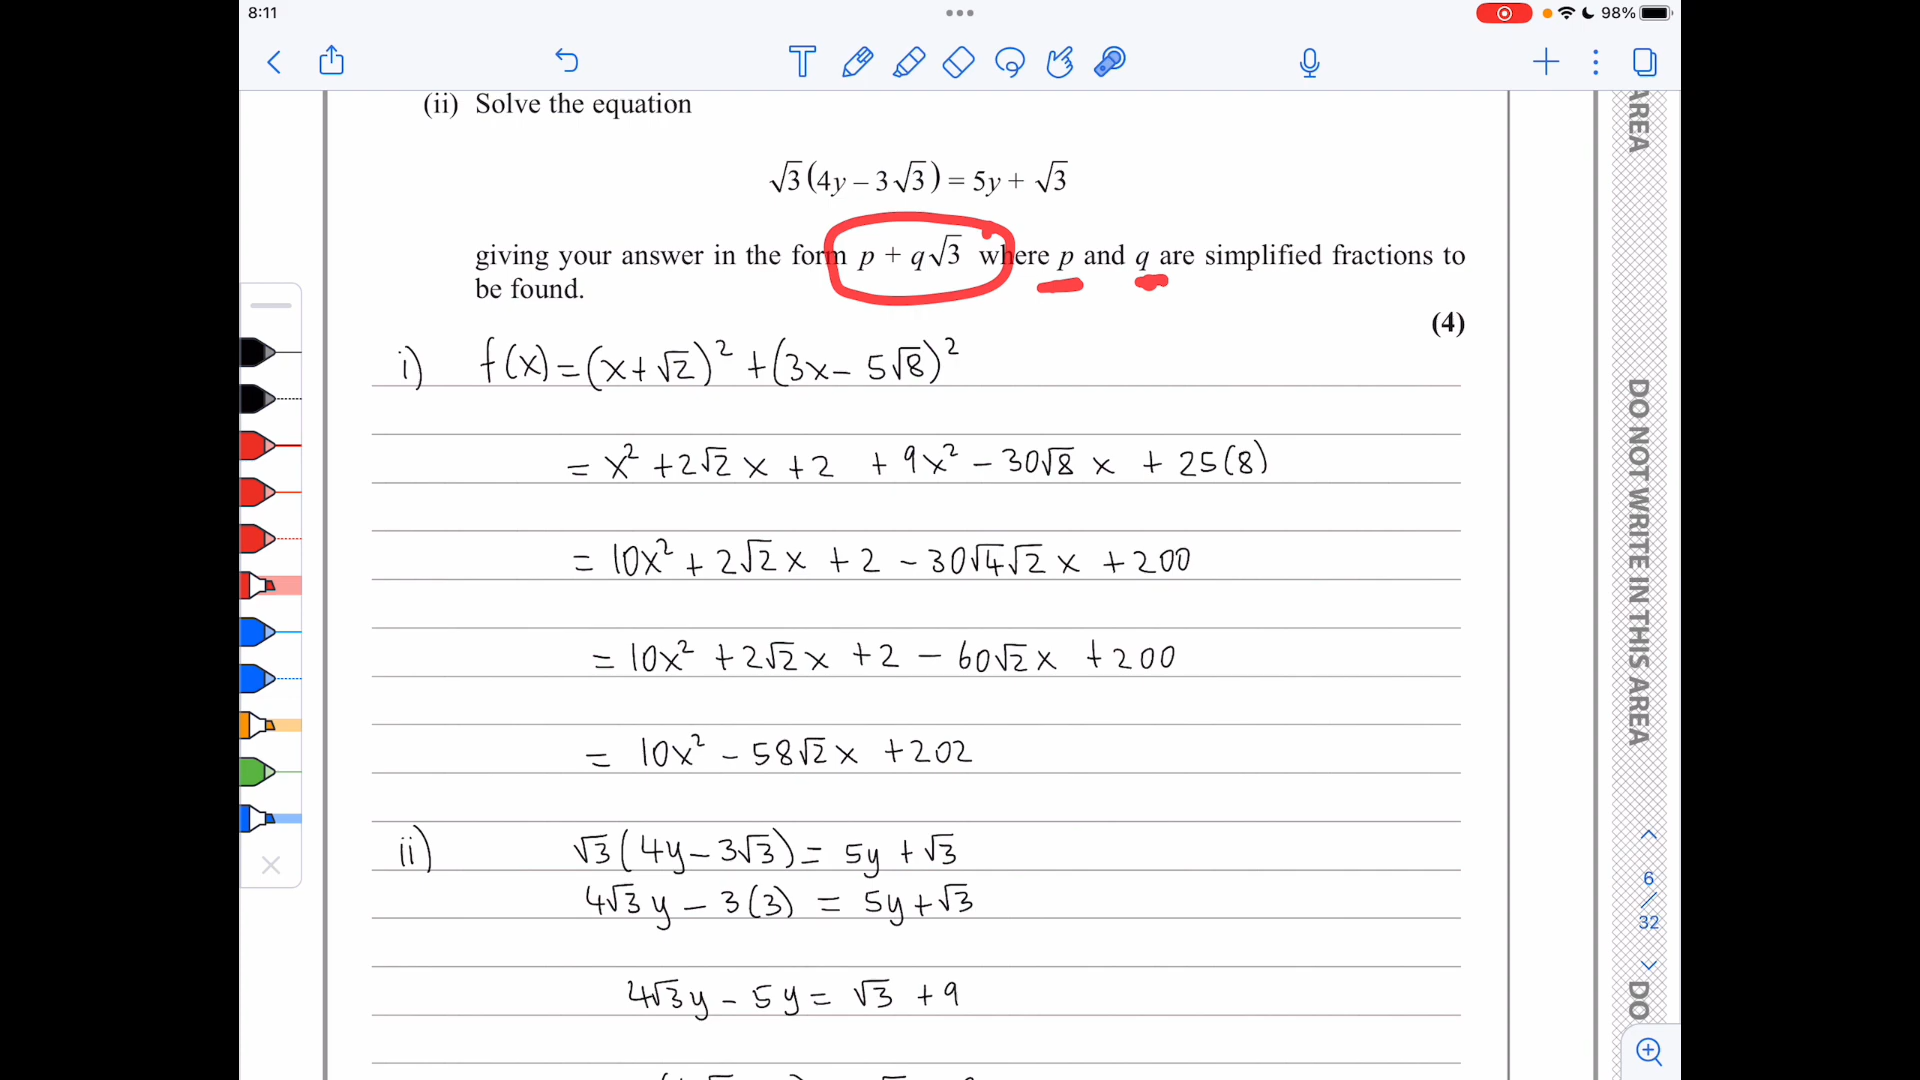 8:11
98%
AREA
(ii) Solve the equation
√3(4y – 3√3) = 5y + √3
giving your answer in the form p + q√3 where p and q are simplified fractions to
be found.
(4)
i) f(x) = (x+√2)² + (3x – 5√8)²
= x² + 2√2 x + 2 + 9x² – 30√8 x + 25(8)
= 10x² + 2√2 x + 2 – 30√4√2 x + 200
= 10x² + 2√2 x + 2 – 60√2 x + 200
= 10x² – 58√2 x + 202
ii) √3(4y – 3√3) = 5y + √3
4√3 y – 3(3) = 5y + √3
4√3 y – 5y = √3 + 9
DO NOT WRITE IN THIS AREA
6
/
32
DO